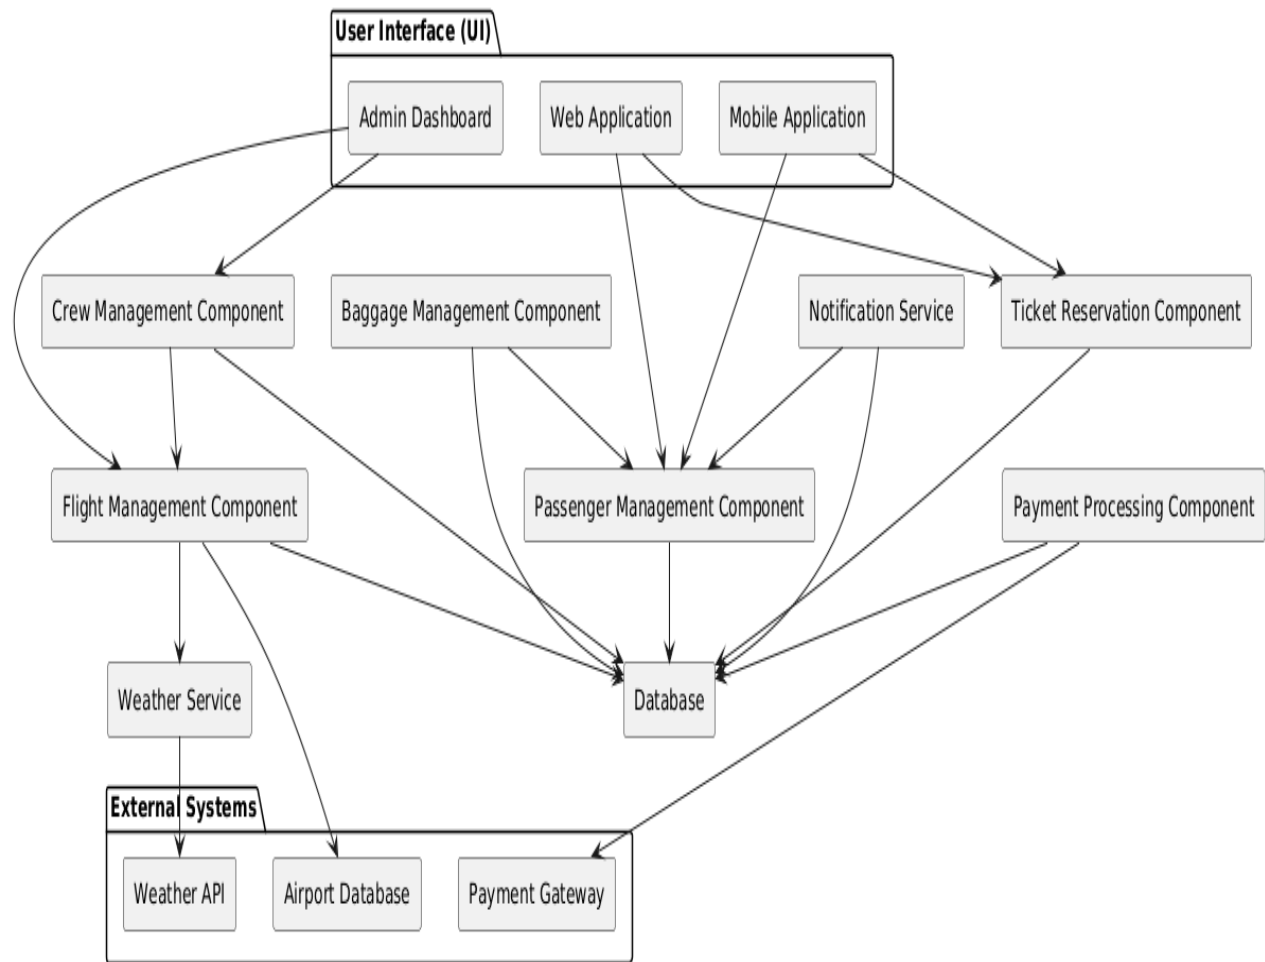 User Interface (UI)
Admin Dashboard
Web Application
Mobile Application
Crew Management Component
Baggage Management Component
Notification Service
Ticket Reservation Component
Flight Management Component
Passenger Management Component
Payment Processing Component
Weather Service
Database
External Systems
Weather API
Airport Database
Payment Gateway